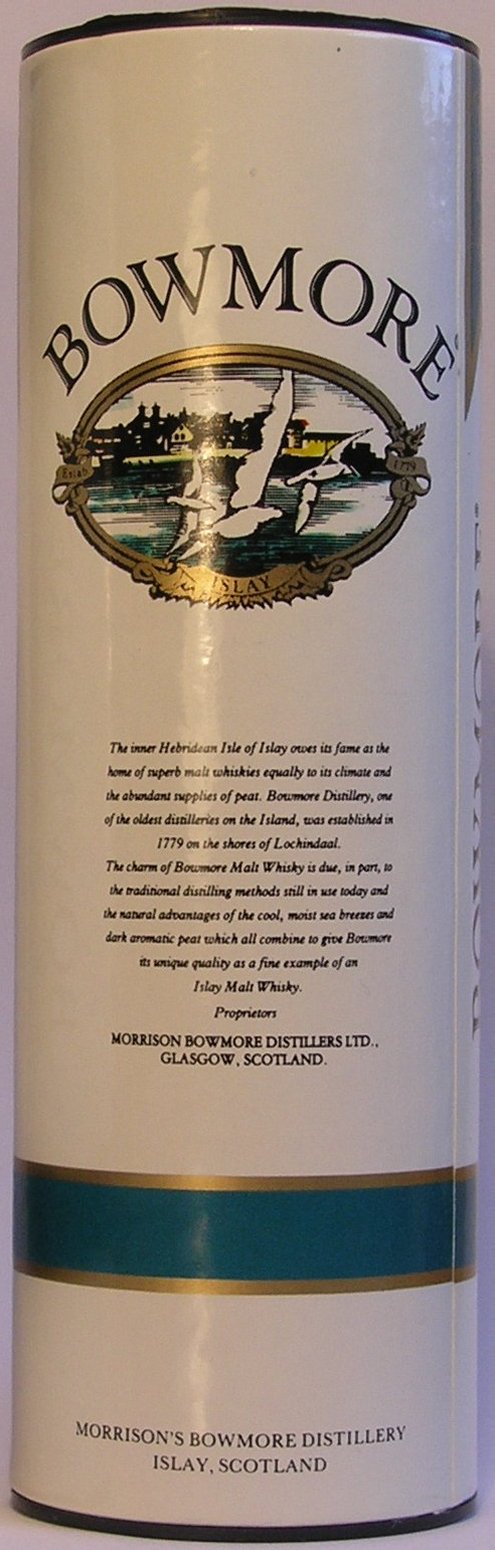 BOWMORE
Estab
1779
ISLAY
The inner Hebridean Isle of Islay owes its fame as the
home of superb malt whiskies equally to its climate and
the abundant supplies of peat. Bowmore Distillery, one
of the oldest distilleries on the Island, was established in
1779 on the shores of Lochindaal.
The charm of Bowmore Malt Whisky is due, in part, to
the traditional distilling methods still in use today and
the natural advantages of the cool, moist sea breezes and
dark aromatic peat which all combine to give Bowmore
its unique quality as a fine example of an
Islay Malt Whisky.
Proprietors
MORRISON BOWMORE DISTILLERS LTD.,
GLASGOW, SCOTLAND.
MORRISON'S BOWMORE DISTILLERY
ISLAY, SCOTLAND